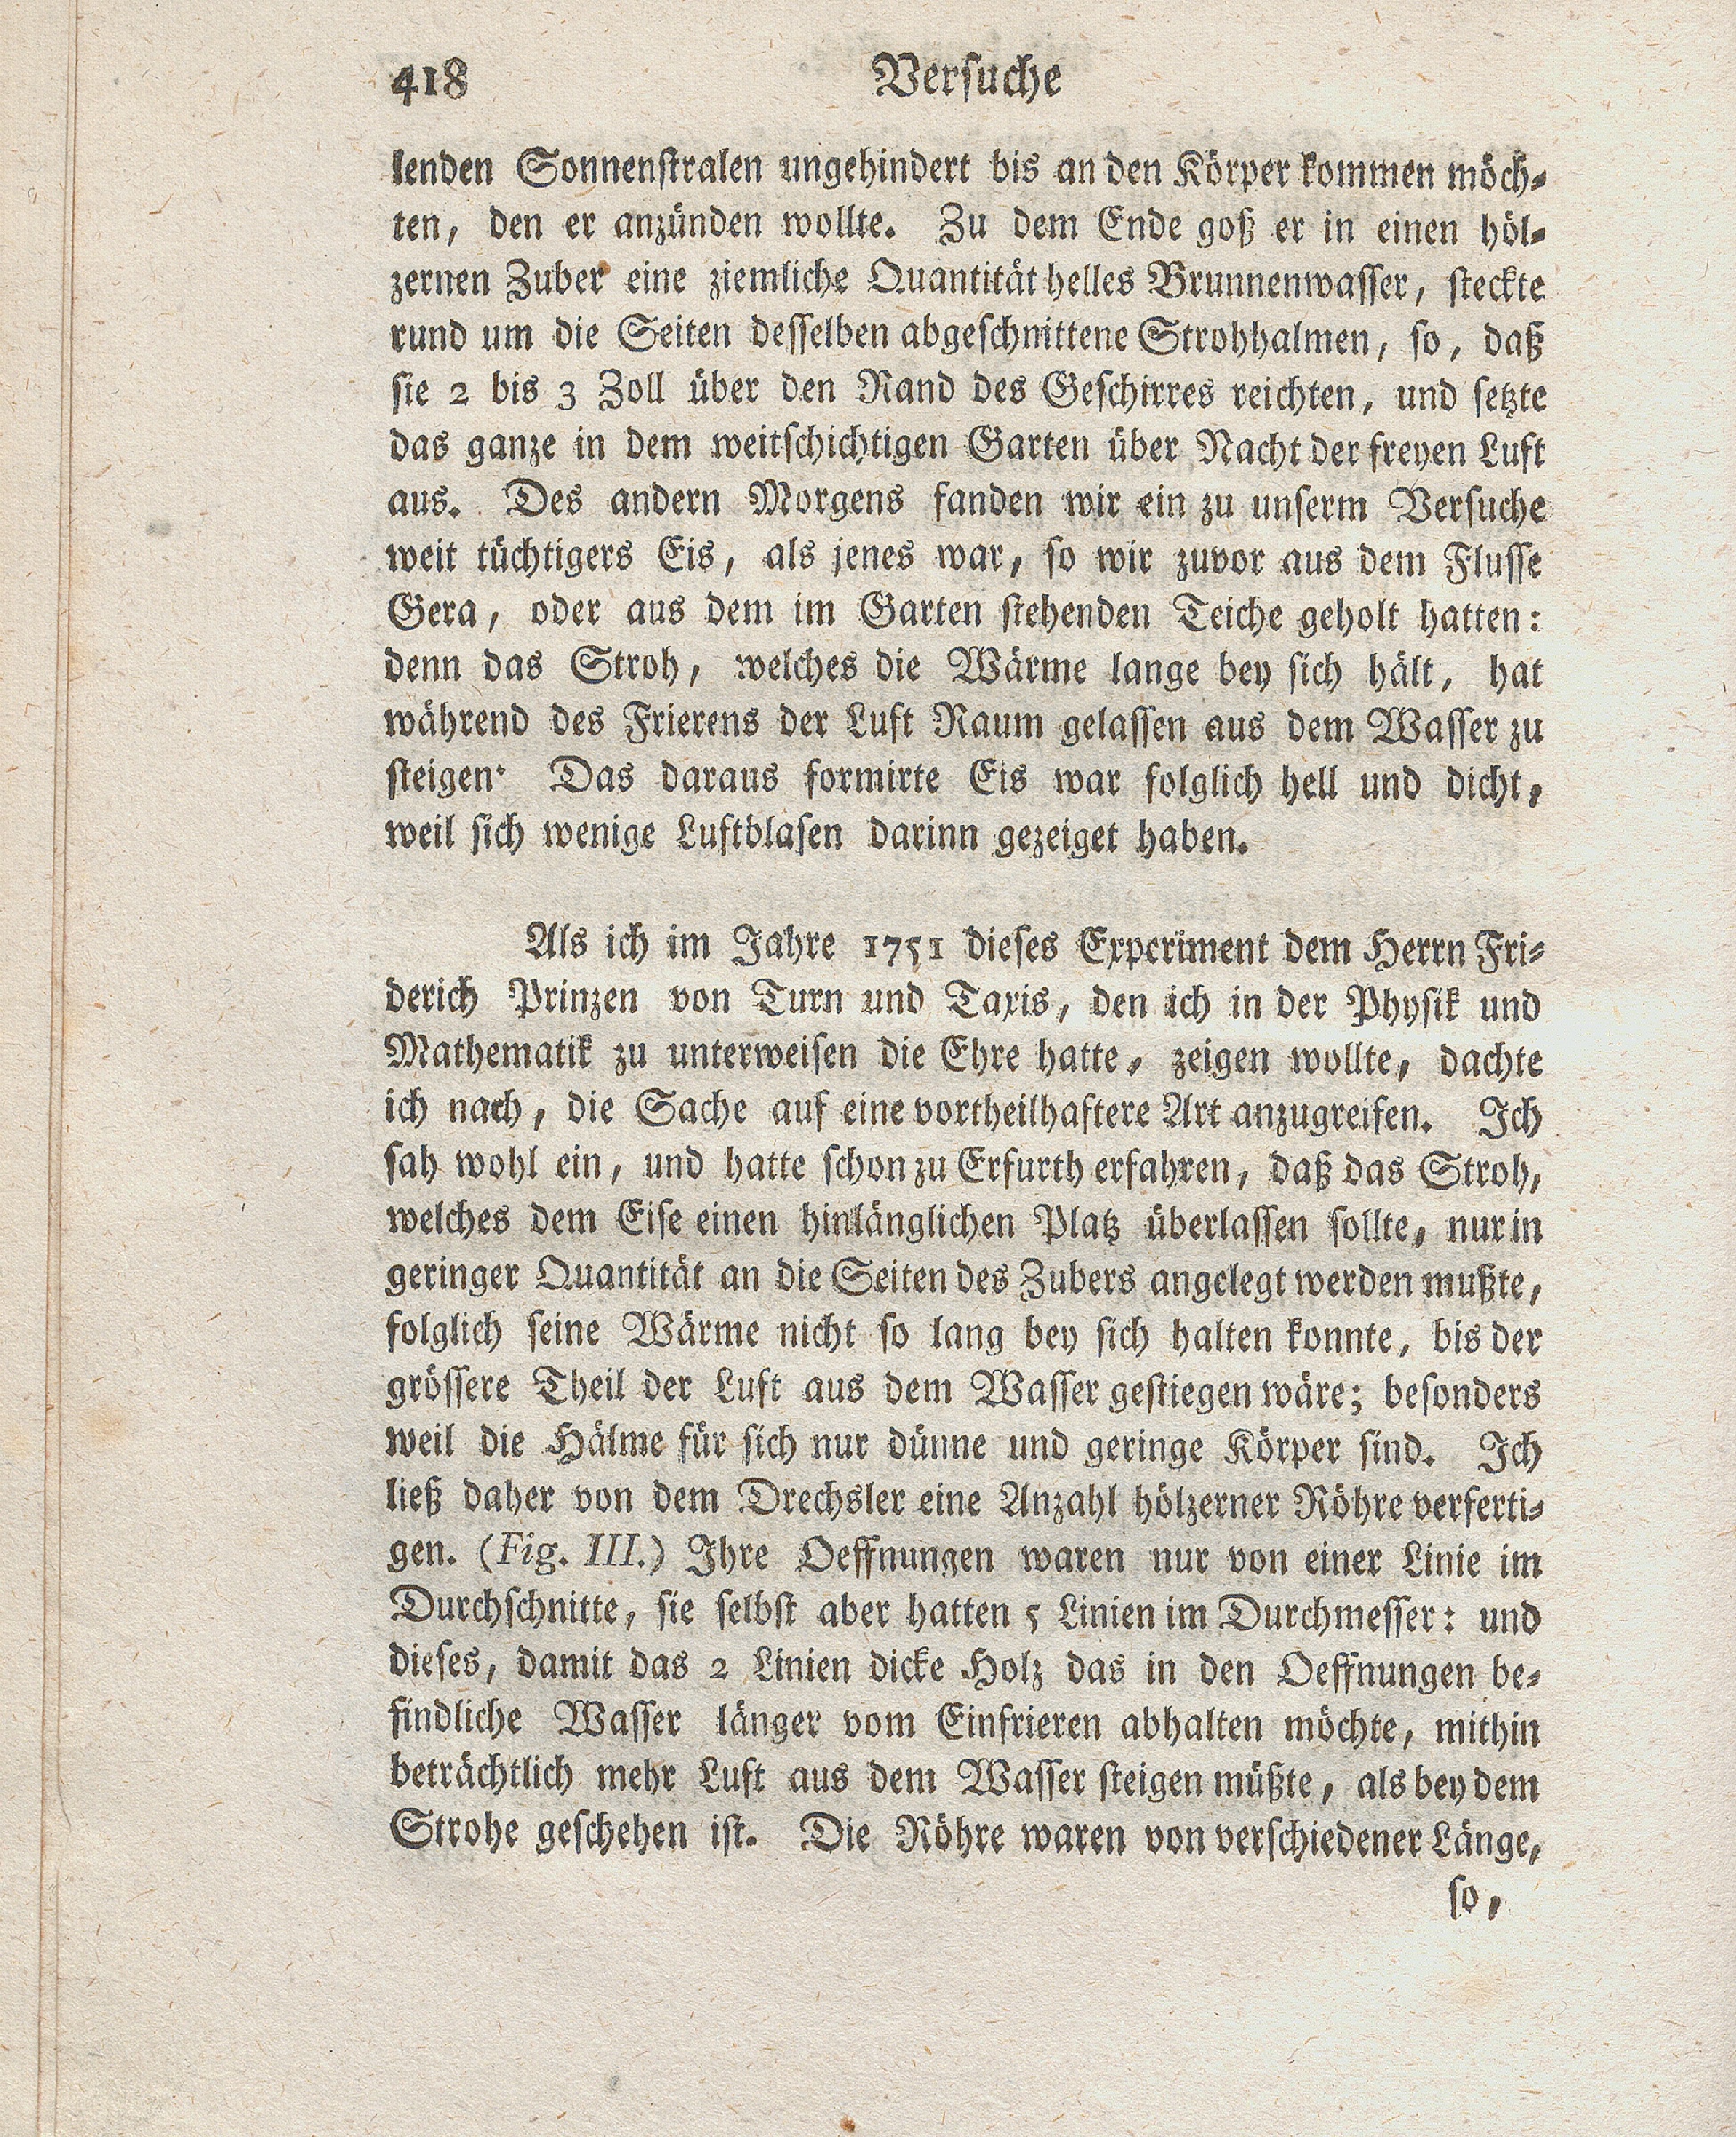 418 Versuche
lenden Sonnenstralen ungehindert bis an den Körper kommen möch-
ten, den er anzünden wollte. Zu dem Ende goß er in einen höl-
zernen Zuber eine ziemliche Quantität helles Brunnenwasser, steckte
rund um die Seiten desselben abgeschnittene Strohhalmen, so, daß
sie 2 bis 3 Zoll über den Rand des Geschirres reichten, und setzte
das ganze in dem weitschichtigen Garten über Nacht der freyen Luft
aus. Des andern Morgens fanden wir ein zu unserm Versuche
weit tüchtigers Eis, als jenes war, so wir zuvor aus dem Flusse
Gera, oder aus dem im Garten stehenden Teiche geholt hatten:
denn das Stroh, welches die Wärme lange bey sich hält, hat
während des Frierens der Luft Raum gelassen aus dem Wasser zu
steigen. Das daraus formirte Eis war folglich hell und dicht,
weil sich wenige Luftblasen darinn gezeiget haben.
Als ich im Jahre 1751 dieses Experiment dem Herrn Fri-
derich Prinzen von Turn und Taxis, den ich in der Physik und
Mathematik zu unterweisen die Ehre hatte, zeigen wollte, dachte
ich nach, die Sache auf eine vortheilhaftere Art anzugreifen. Ich
sah wohl ein, und hatte schon zu Erfurth erfahren, daß das Stroh,
welches dem Eise einen hinlänglichen Platz überlassen sollte, nur in
geringer Quantität an die Seiten des Zubers angelegt werden mußte,
folglich seine Wärme nicht so lang bey sich halten konnte, bis der
grössere Theil der Luft aus dem Wasser gestiegen wäre; besonders
weil die Hälme für sich nur dünne und geringe Körper sind. Ich
ließ daher von dem Drechsler eine Anzahl hölzerner Röhre verferti-
gen. (Fig. III.) Ihre Oeffnungen waren nur von einer Linie im
Durchschnitte, sie selbst aber hatten 5 Linien im Durchmesser: und
dieses, damit das 2 Linien dicke Holz das in den Oeffnungen be-
findliche Wasser länger vom Einfrieren abhalten möchte, mithin
beträchtlich mehr Luft aus dem Wasser steigen müßte, als bey dem
Strohe geschehen ist. Die Röhre waren von verschiedener Länge,
so,